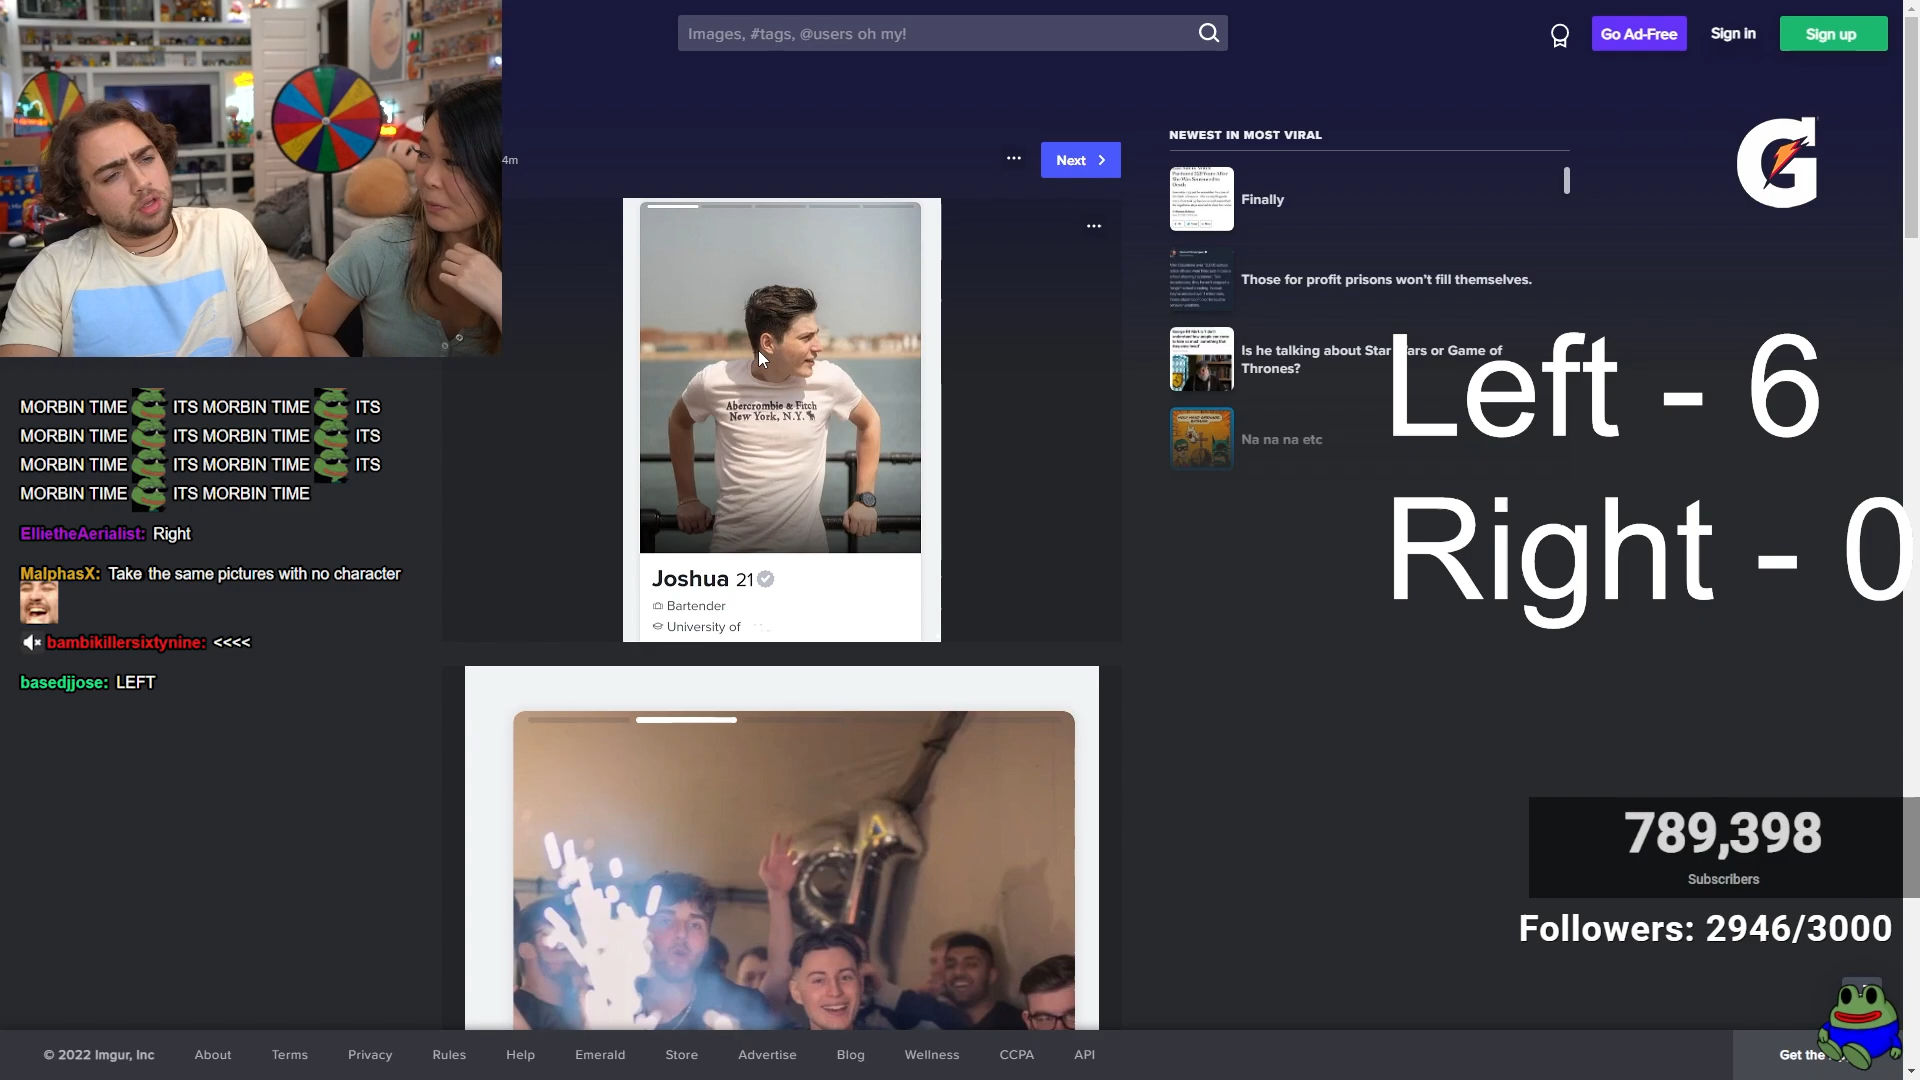 Images, #tags, @users oh my!
Go Ad-Free
Sign in
Sign up
4m
Next
NEWEST IN MOST VIRAL
Finally
Those for profit prisons won't fill themselves.
Is he talking about Star Wars or Game of
Thrones?
Na na na etc
G
Left - 6
Right - 0
Abercrombie & Fitch
New York, N.Y.
Joshua 21
Bartender
University of
MORBIN TIME ITS MORBIN TIME ITS
MORBIN TIME ITS MORBIN TIME ITS
MORBIN TIME ITS MORBIN TIME ITS
MORBIN TIME ITS MORBIN TIME
EllietheAerialist: Right
MalphasX: Take the same pictures with no character
bambikillersixtynine: <<<<
basedjjose: LEFT
789,398
Subscribers
Followers: 2946/3000
© 2022 Imgur, Inc
About
Terms
Privacy
Rules
Help
Emerald
Store
Advertise
Blog
Wellness
CCPA
API
Get the